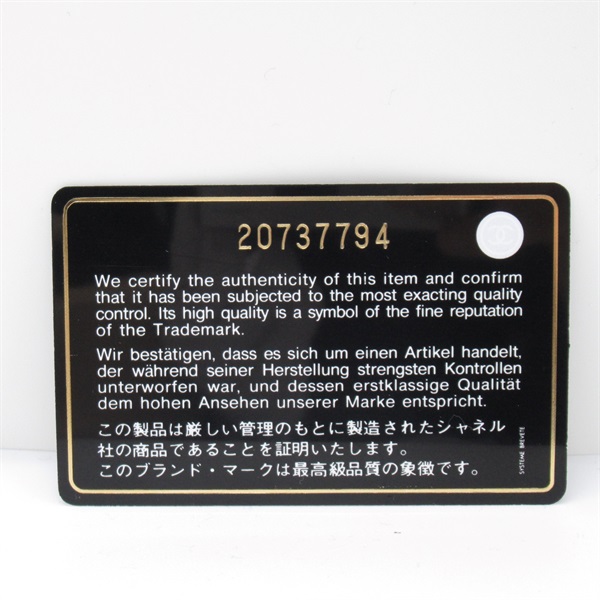 20737794
We certify the authenticity of this item and confirm
that it has been subjected to the most exacting quality
control. Its high quality is a symbol of the fine reputation
of the Trademark.
Wir bestätigen, dass es sich um einen Artikel handelt,
der während seiner Herstellung strengsten Kontrollen
unterworfen war, und dessen erstklassige Qualität
dem hohen Ansehen unserer Marke entspricht.
この製品は厳しい管理のもとに製造されたシャネル
社の商品であることを証明いたします。
このブランド・マークは最高級品質の象徴です。
SYSTEME BREVETE